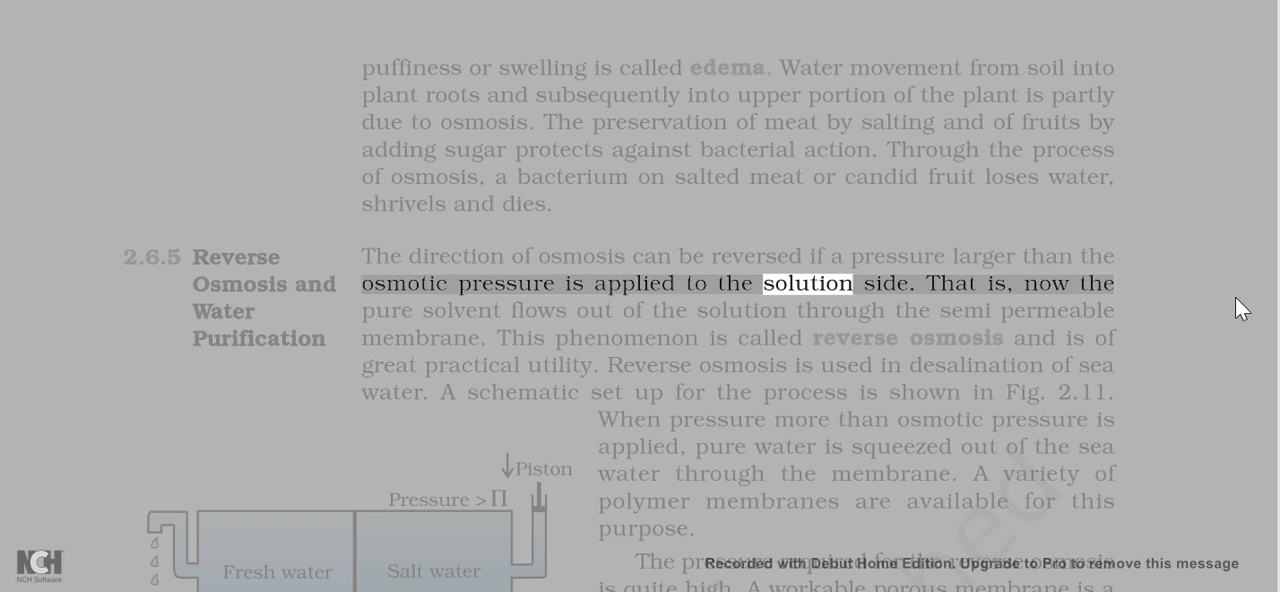 puffiness or swelling is called edema. Water movement from soil into
plant roots and subsequently into upper portion of the plant is partly
due to osmosis. The preservation of meat by salting and of fruits by
adding sugar protects against bacterial action. Through the process
of osmosis, a bacterium on salted meat or candid fruit loses water,
shrivels and dies.
2.6.5 Reverse
Osmosis and
Water
Purification
The direction of osmosis can be reversed if a pressure larger than the
osmotic pressure is applied to the solution side. That is, now the
pure solvent flows out of the solution through the semi permeable
membrane. This phenomenon is called reverse osmosis and is of
great practical utility. Reverse osmosis is used in desalination of sea
water. A schematic set up for the process is shown in Fig. 2.11.
When pressure more than osmotic pressure is
applied, pure water is squeezed out of the sea
water through the membrane. A variety of
polymer membranes are available for this
purpose.
The pressure required for the reverse osmosis
is quite high. A workable porous membrane is a
Piston
Pressure > Π
Fresh water
Salt water
NCH
NCH Software
Recorded with Debut Home Edition. Upgrade to Pro to remove this message